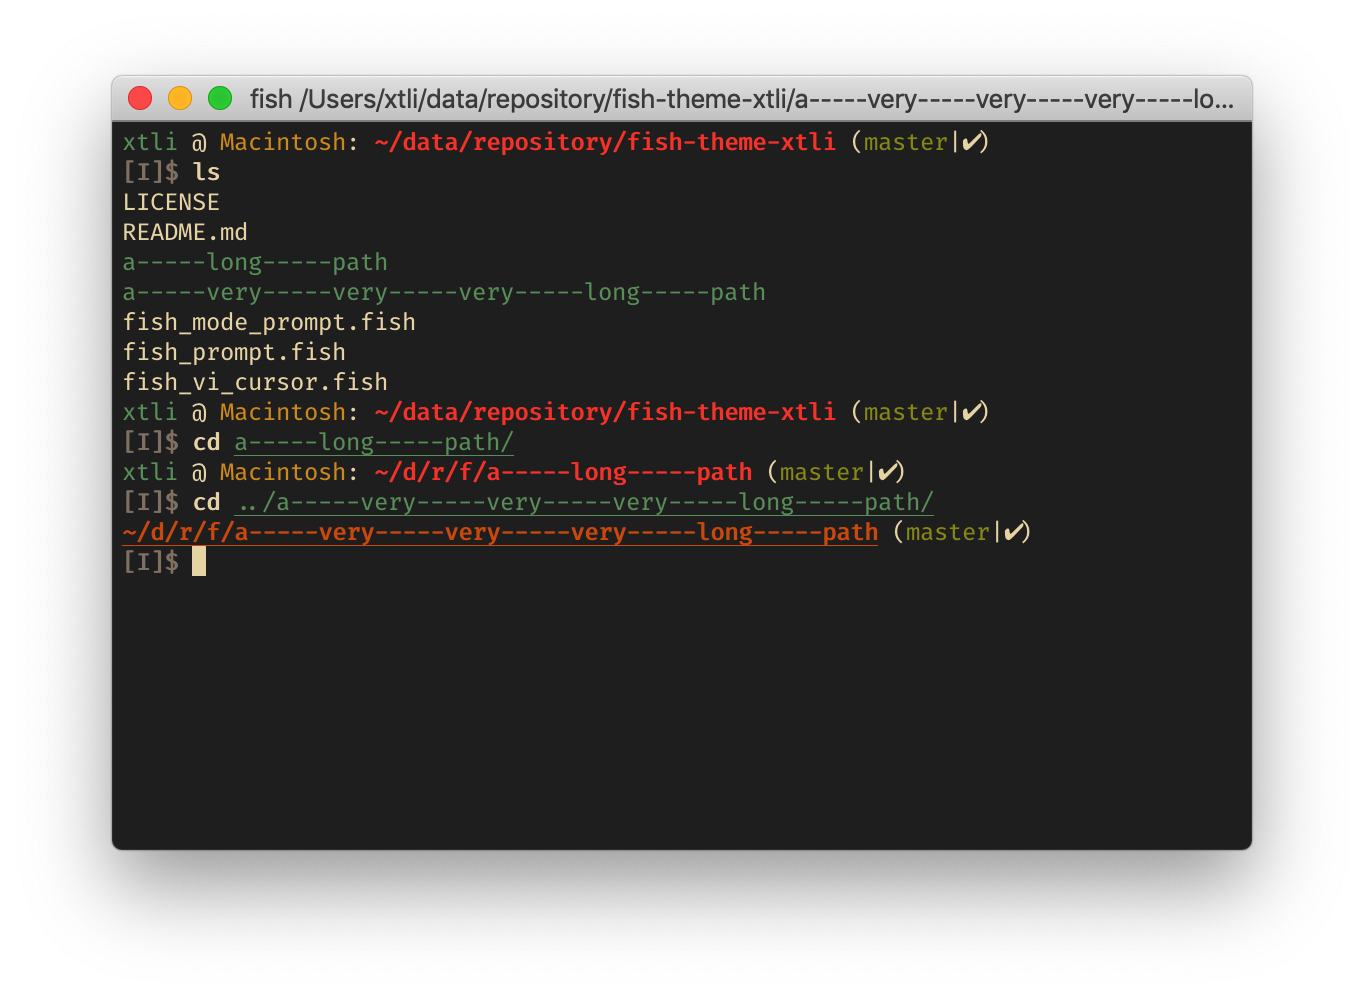 fish /Users/xtli/data/repository/fish-theme-xtli/a-----very-----very-----very-----lo...
xtli @ Macintosh: ~/data/repository/fish-theme-xtli (master|✔)
[I]$ ls
LICENSE
README.md
a-----long-----path
a-----very-----very-----very-----long-----path
fish_mode_prompt.fish
fish_prompt.fish
fish_vi_cursor.fish
xtli @ Macintosh: ~/data/repository/fish-theme-xtli (master|✔)
[I]$ cd a-----long-----path/
xtli @ Macintosh: ~/d/r/f/a-----long-----path (master|✔)
[I]$ cd ../a-----very-----very-----very-----long-----path/
~/d/r/f/a-----very-----very-----very-----long-----path (master|✔)
[I]$